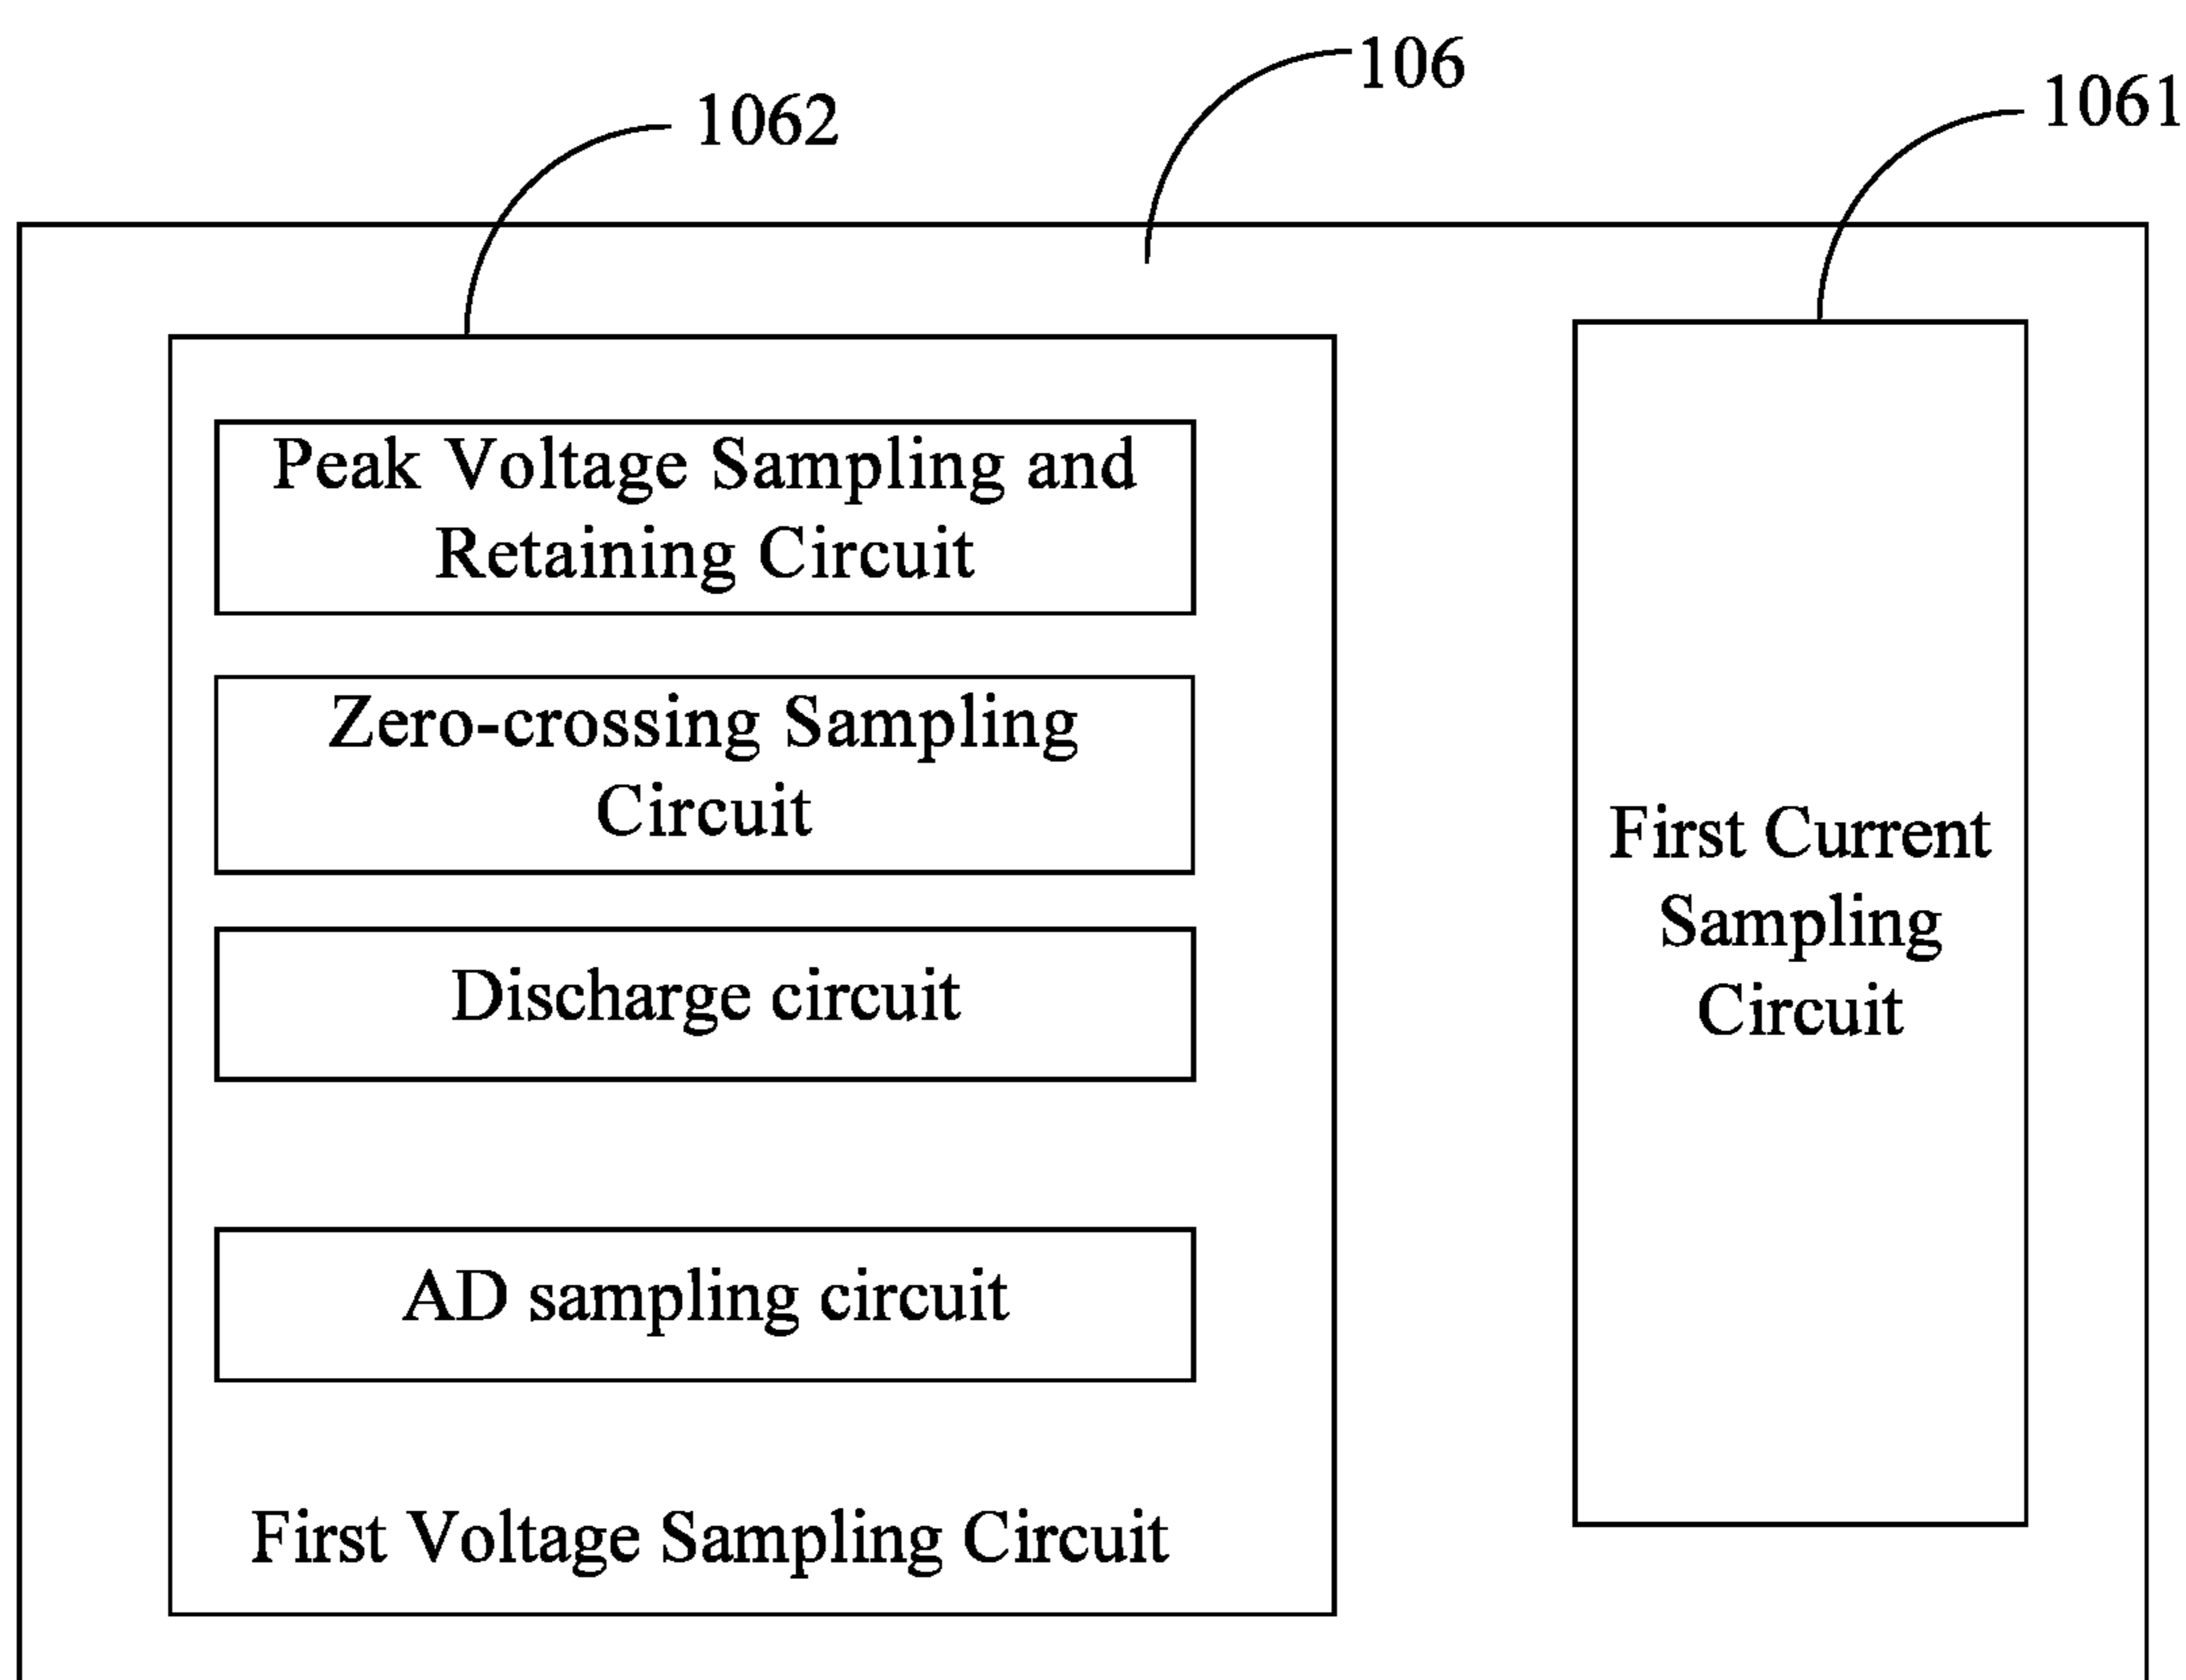 106
1062
1061
Peak Voltage Sampling and
Retaining Circuit
Zero-crossing Sampling
Circuit
Discharge circuit
AD sampling circuit
First Voltage Sampling Circuit
First Current
Sampling
Circuit